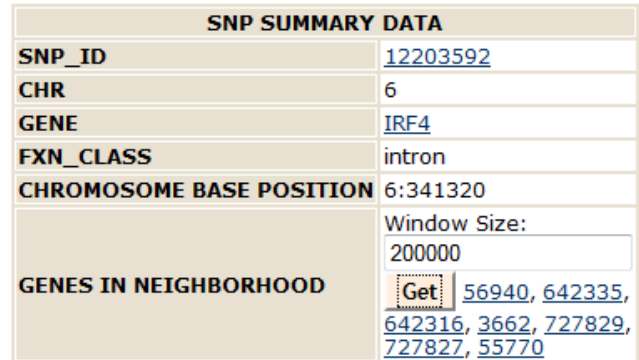 SNP SUMMARY DATA
SNP_ID 12203592
CHR 6
GENE IRF4
FXN_CLASS intron
CHROMOSOME BASE POSITION 6:341320
GENES IN NEIGHBORHOOD Window Size:
200000
Get 56940, 642335,
642316, 3662, 727829,
727827, 55770